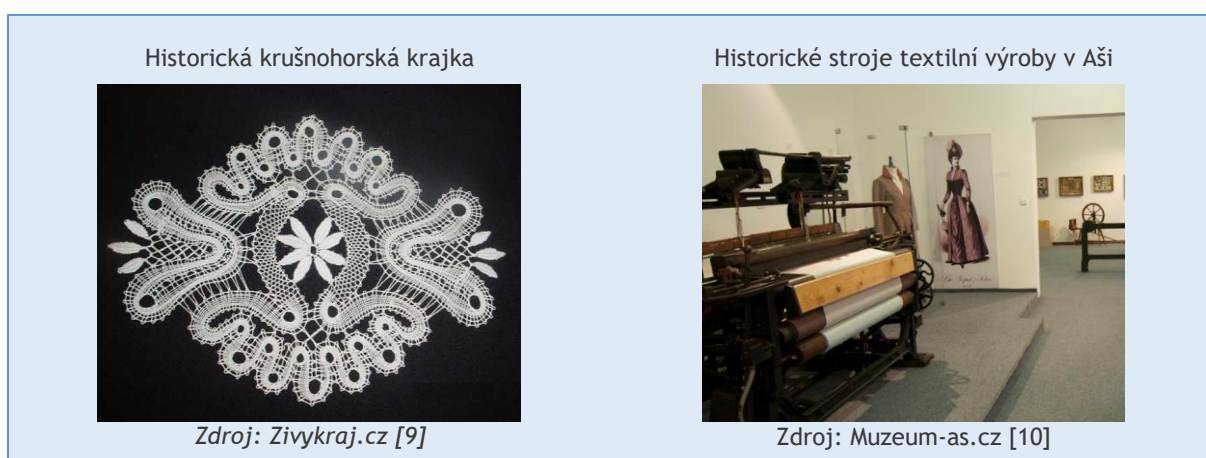 Historická krušnohorská krajka
Historické stroje textilní výroby v Aši
Zdroj: Zivykraj.cz [9]
Zdroj: Muzeum-as.cz [10]